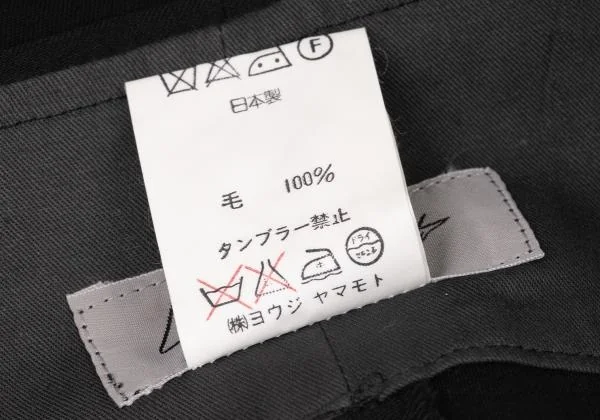 F
日本製
毛 100%
タンブラー禁止
ドライ
セキユ系
㈱ヨウジ ヤマモト